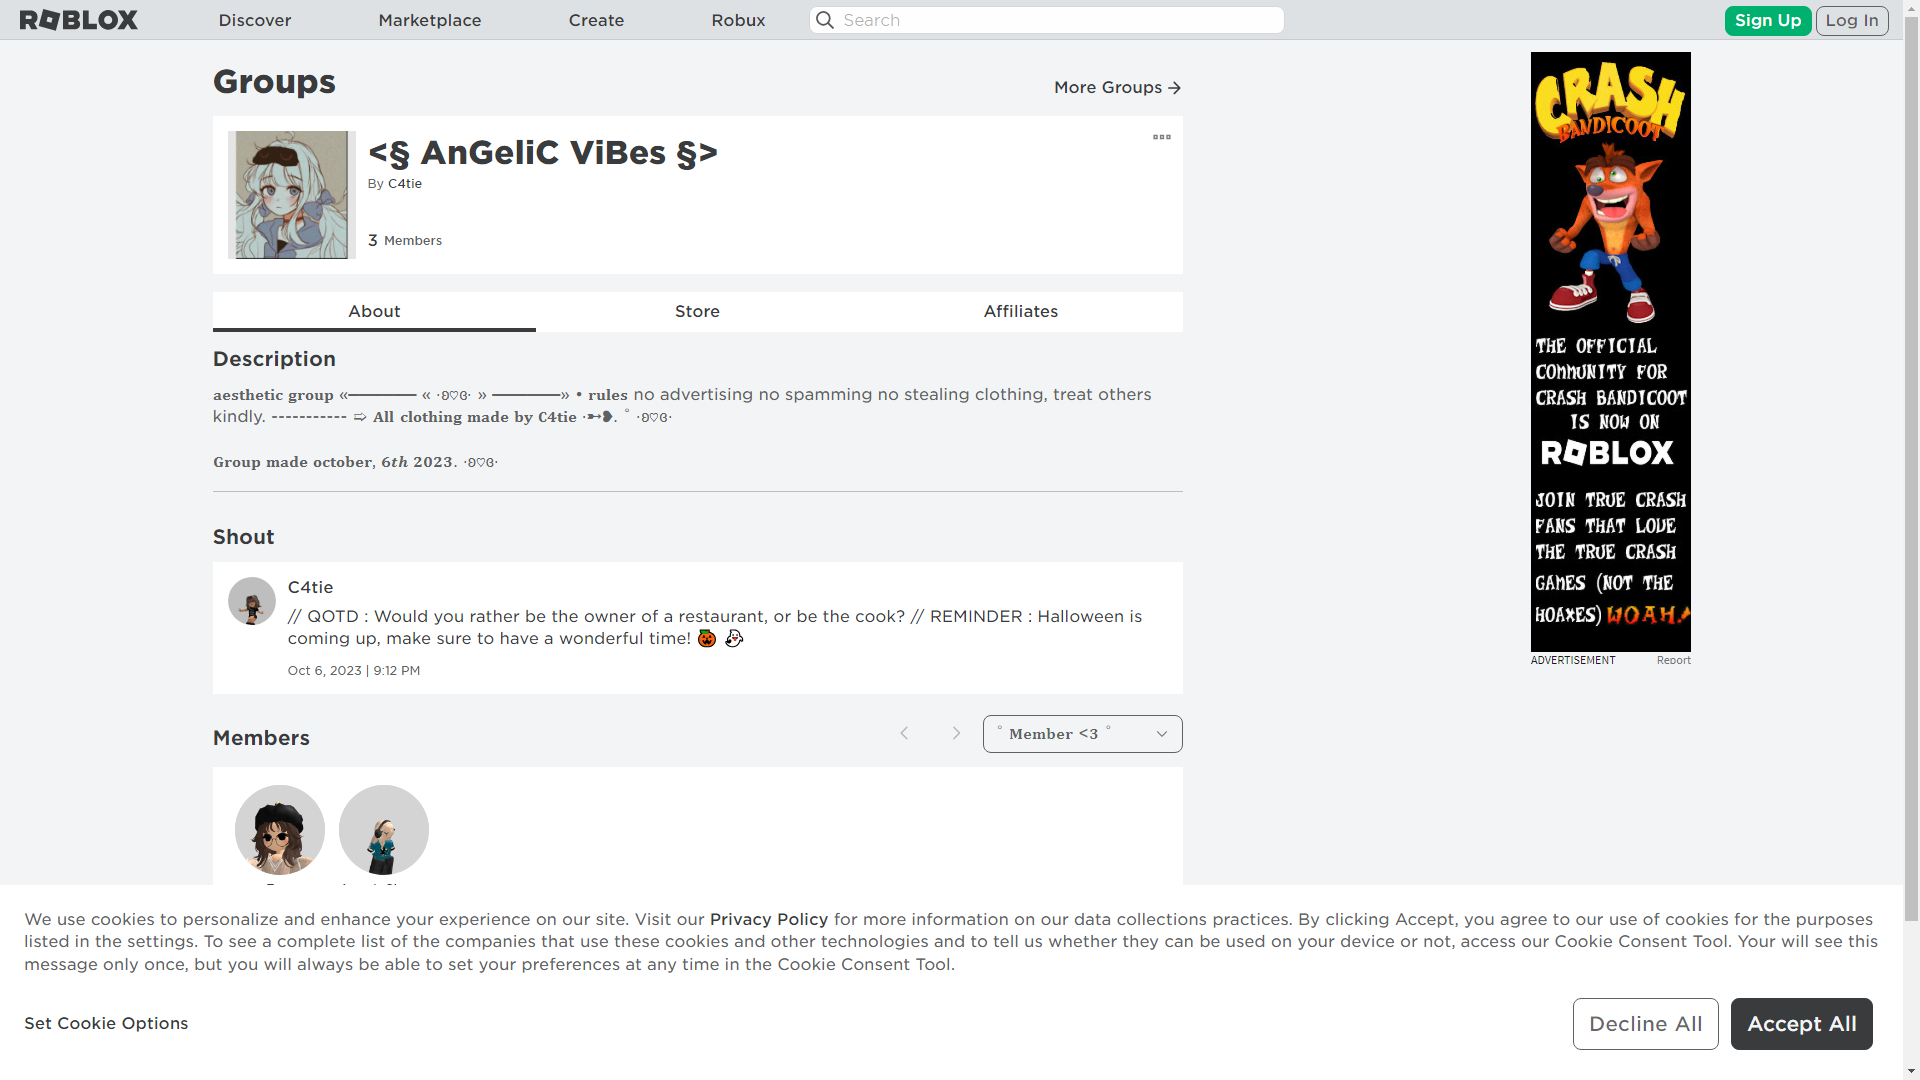 ROBLOX
Discover
Marketplace
Create
Robux
Search
Sign Up
Log In
Groups
More Groups →
<§ AnGeliC ViBes §>
By C4tie
3 Members
About
Store
Affiliates
Description
𝐚𝐞𝐬𝐭𝐡𝐞𝐭𝐢𝐜 𝐠𝐫𝐨𝐮𝐩 «━━━━━━ « ·ʚ♡ɞ· » ━━━━━━» • 𝐫𝐮𝐥𝐞𝐬 no advertising no spamming no stealing clothing, treat others
kindly. ----------- ➯ 𝐀𝐥𝐥 𝐜𝐥𝐨𝐭𝐡𝐢𝐧𝐠 𝐦𝐚𝐝𝐞 𝐛𝐲 𝐂𝟒𝐭𝐢𝐞 ·➵❥. ˚ ·ʚ♡ɞ·
𝐆𝐫𝐨𝐮𝐩 𝐦𝐚𝐝𝐞 𝐨𝐜𝐭𝐨𝐛𝐞𝐫, 𝟔𝒕𝒉 𝟐𝟎𝟐𝟑. ·ʚ♡ɞ·
Shout
C4tie
// QOTD : Would you rather be the owner of a restaurant, or be the cook? // REMINDER : Halloween is
coming up, make sure to have a wonderful time! 🎃 👻
Oct 6, 2023 | 9:12 PM
Members
˚ 𝐌𝐞𝐦𝐛𝐞𝐫 <𝟑 ˚
CRASH
BANDICOOT
THE OFFICIAL
COMMUNITY FOR
CRASH BANDICOOT
IS NOW ON
ROBLOX
JOIN TRUE CRASH
FANS THAT LOVE
THE TRUE CRASH
GAMES (NOT THE
HOAXES) WOAH!
ADVERTISEMENT
Report
We use cookies to personalize and enhance your experience on our site. Visit our Privacy Policy for more information on our data collections practices. By clicking Accept, you agree to our use of cookies for the purposes
listed in the settings. To see a complete list of the companies that use these cookies and other technologies and to tell us whether they can be used on your device or not, access our Cookie Consent Tool. Your will see this
message only once, but you will always be able to set your preferences at any time in the Cookie Consent Tool.
Set Cookie Options
Decline All
Accept All